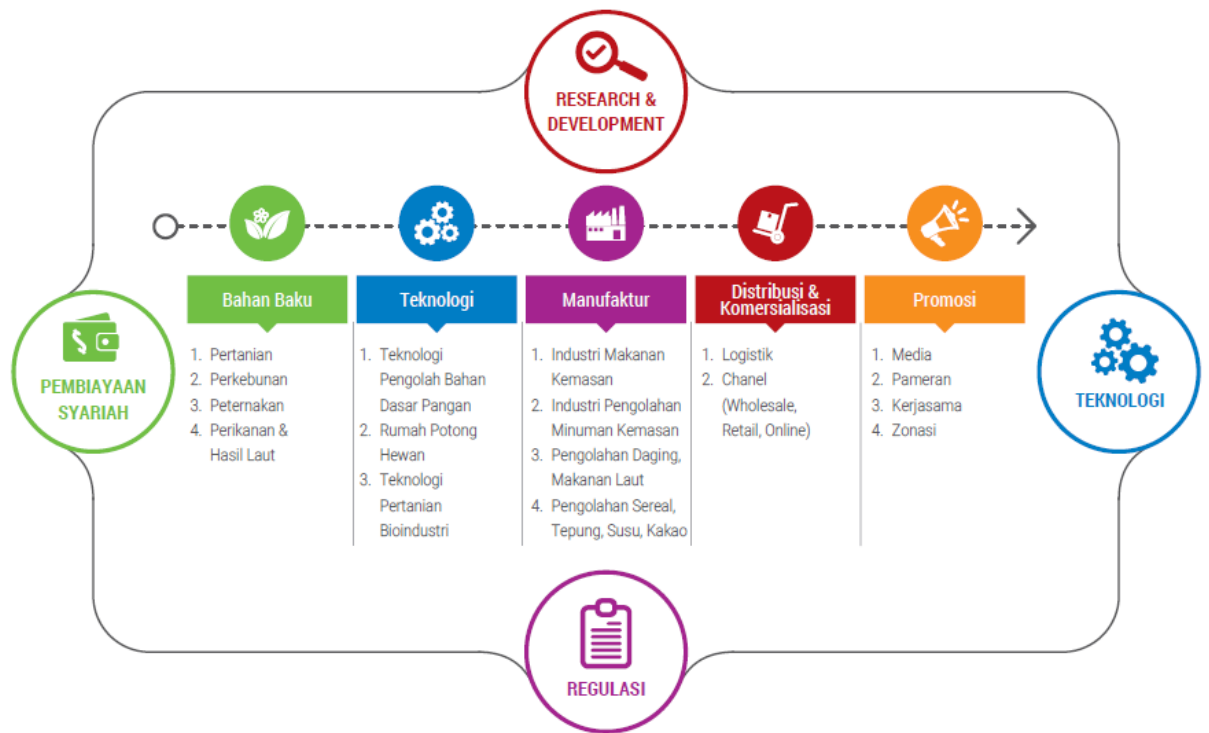 RESEARCH &
DEVELOPMENT
Bahan Baku
Teknologi
Manufaktur
Distribusi &
Komersialisasi
Promosi
PEMBIAYAAN
SYARIAH
1. Pertanian
2. Perkebunan
3. Peternakan
4. Perikanan &
Hasil Laut
1. Teknologi
Pengolah Bahan
Dasar Pangan
2. Rumah Potong
Hewan
3. Teknologi
Pertanian
Bioindustri
1. Industri Makanan
Kemasan
2. Industri Pengolahan
Minuman Kemasan
3. Pengolahan Daging,
Makanan Laut
4. Pengolahan Sereal,
Tepung, Susu, Kakao
1. Logistik
2. Chanel
(Wholesale,
Retail, Online)
1. Media
2. Pameran
3. Kerjasama
4. Zonasi
TEKNOLOGI
REGULASI